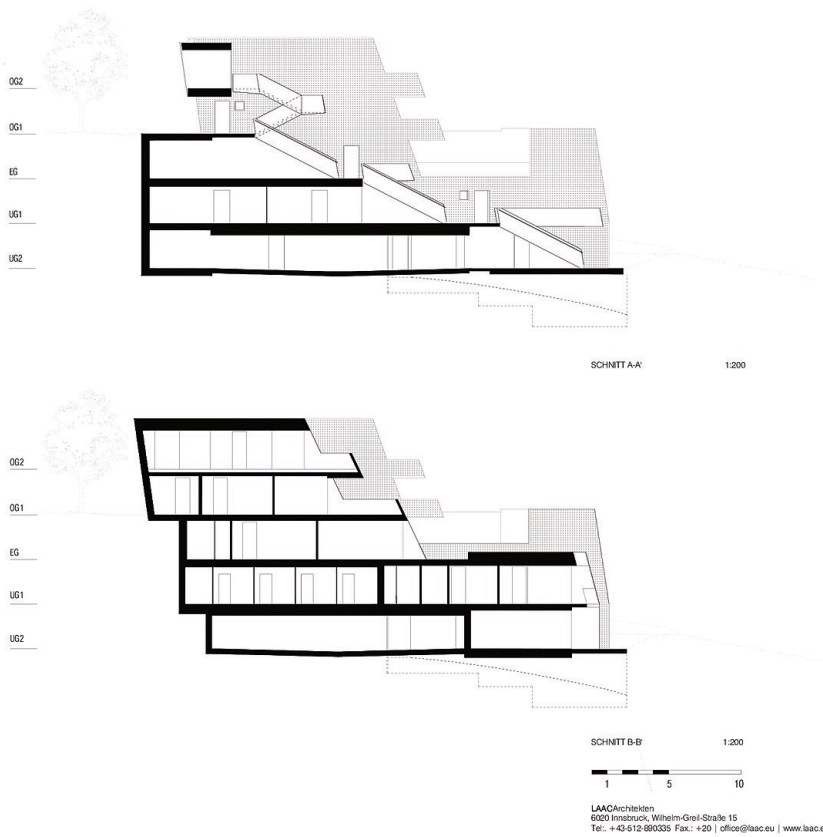 OG2
OG1
EG
UG1
UG2
SCHNITT A-A' 1:200
OG2
OG1
EG
UG1
UG2
SCHNITT B-B' 1:200
1 5 10
LAACArchitekten
6020 Innsbruck, Wilhelm-Greil-Straße 15
Tel:. +43-512-890335 Fax.: +20 | office@laac.eu | www.laac.e